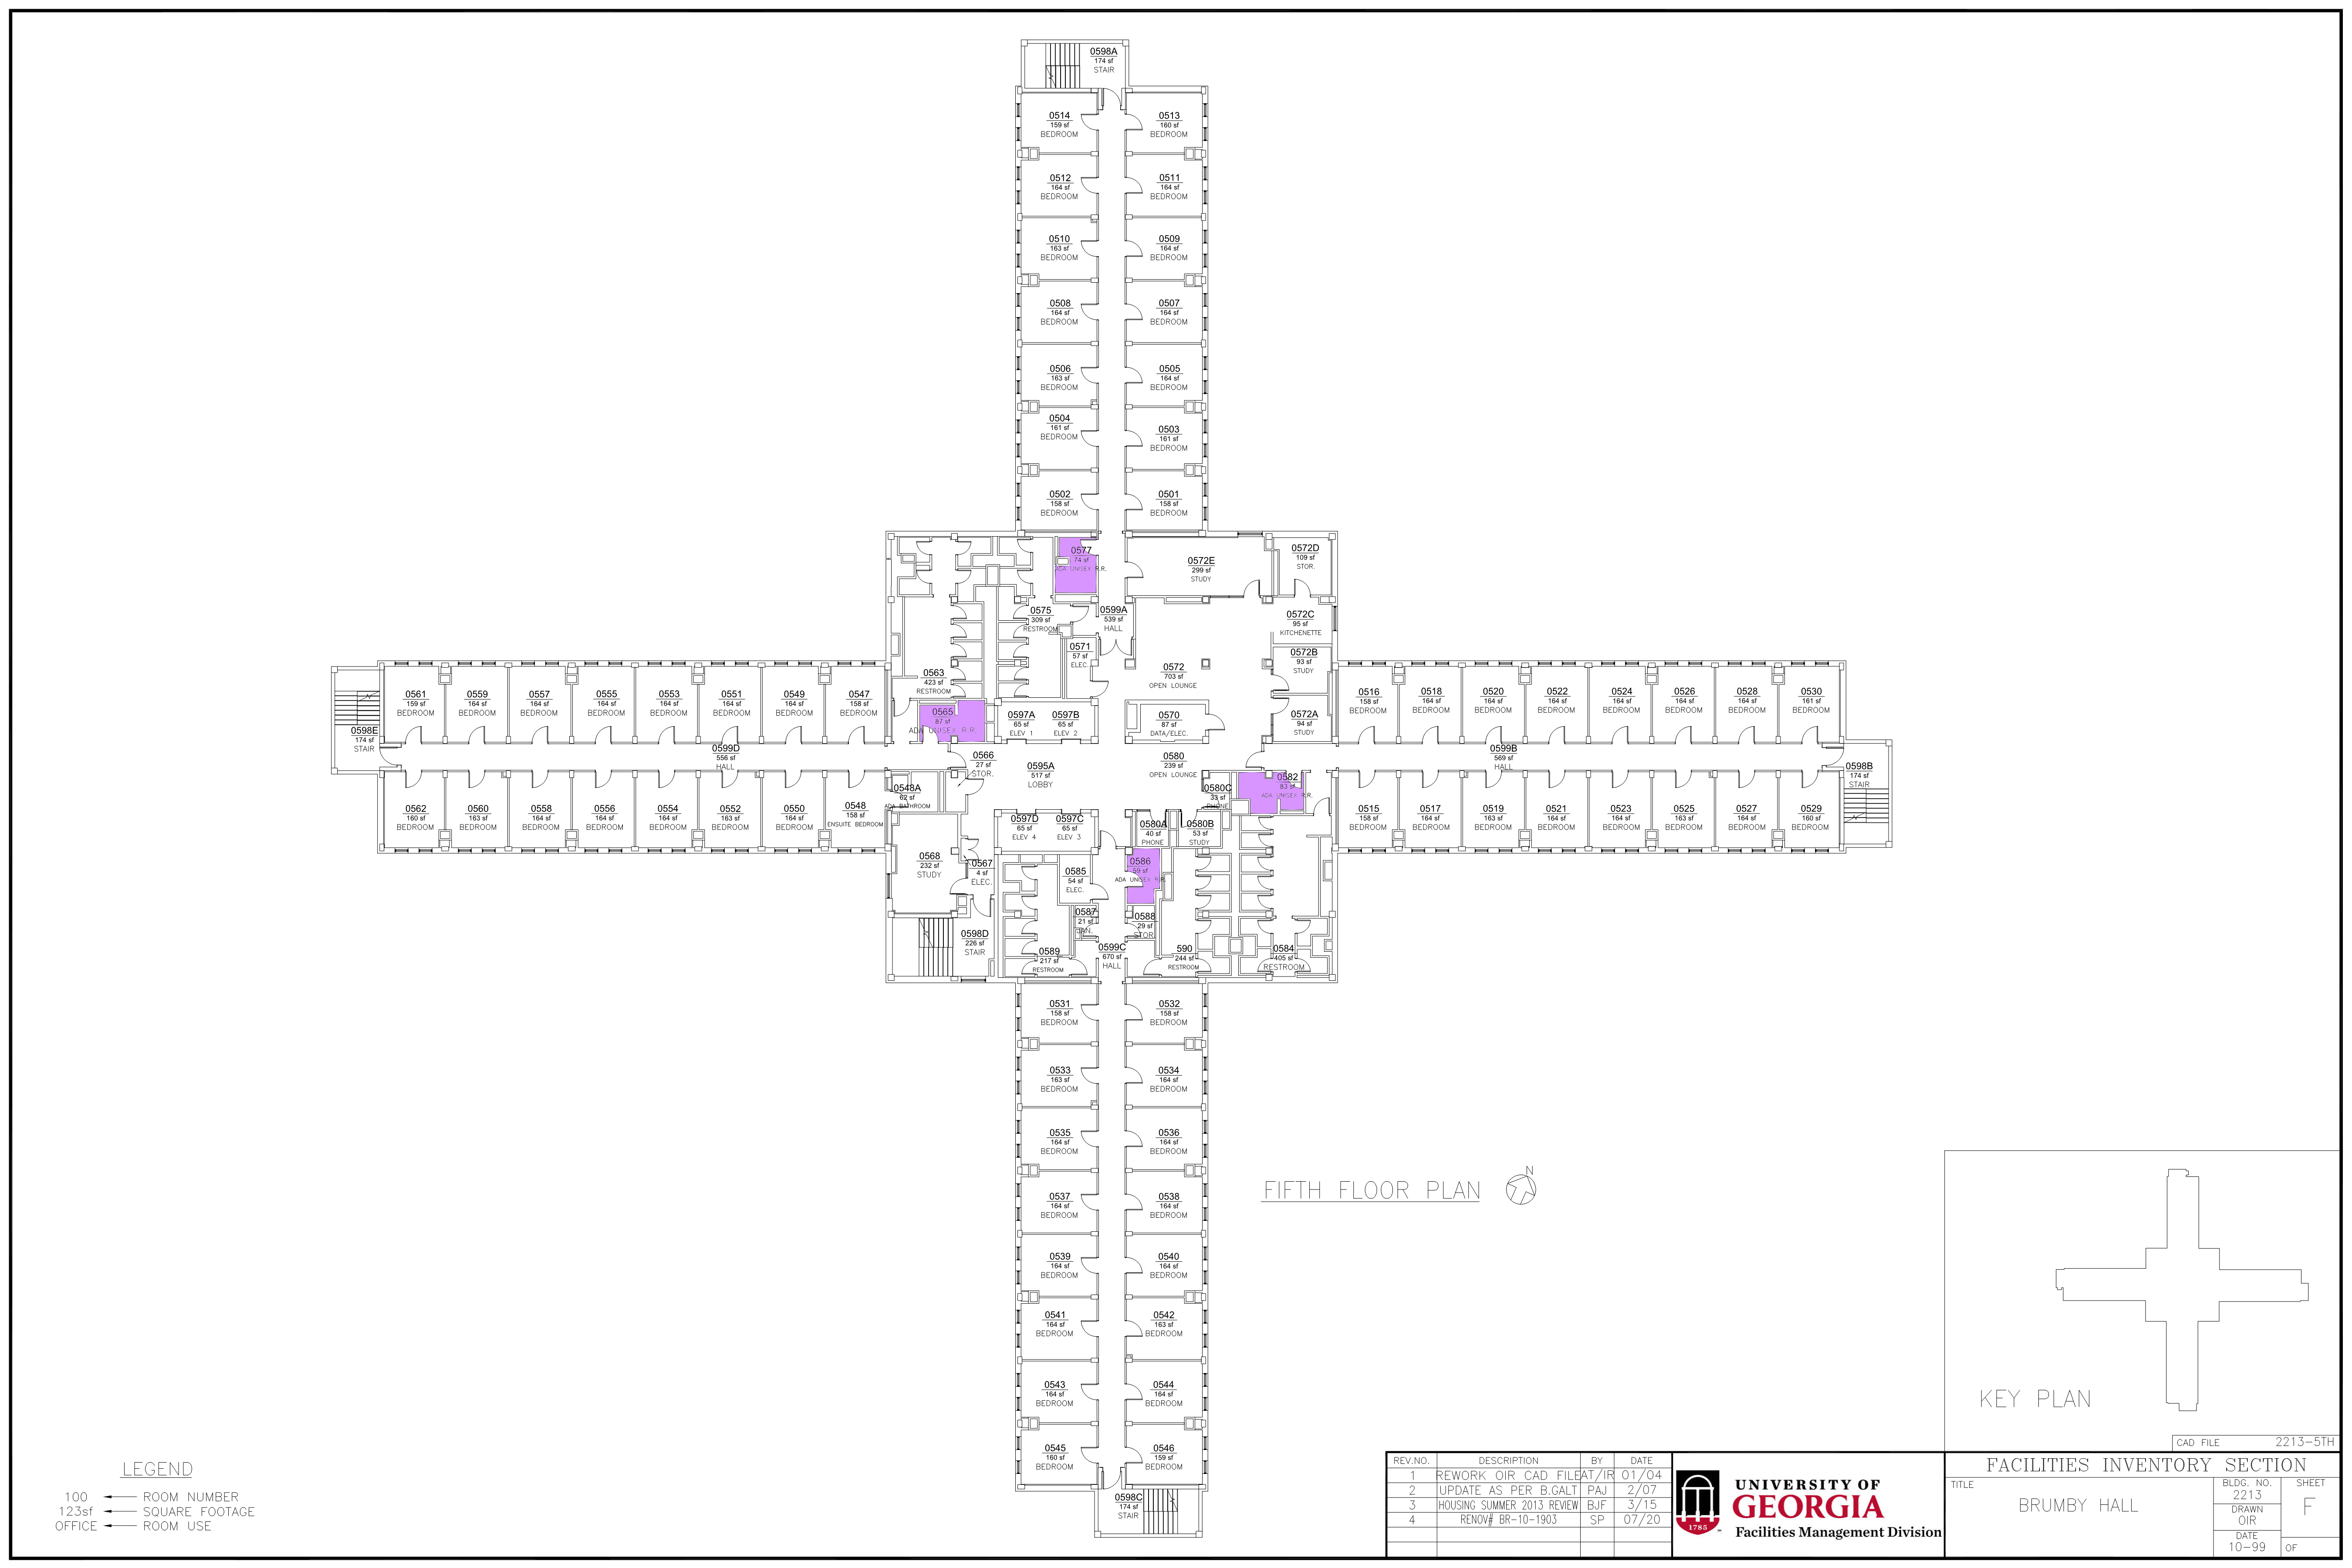 0598A
174 sf
STAIR
0514
159 sf
BEDROOM
0513
160 sf
BEDROOM
0512
164 sf
BEDROOM
0511
164 sf
BEDROOM
0510
163 sf
BEDROOM
0509
164 sf
BEDROOM
0508
164 sf
BEDROOM
0507
164 sf
BEDROOM
0506
163 sf
BEDROOM
0505
164 sf
BEDROOM
0504
161 sf
BEDROOM
0503
161 sf
BEDROOM
0502
158 sf
BEDROOM
0501
158 sf
BEDROOM
0577
74 sf
ADA UNISEX R.R.
0572E
299 sf
STUDY
0572D
109 sf
STOR.
0575
309 sf
RESTROOM
0599A
539 sf
HALL
0572C
95 sf
KITCHENETTE
0571
57 sf
ELEC.
0572B
93 sf
STUDY
0563
423 sf
RESTROOM
0572
703 sf
OPEN LOUNGE
0561
159 sf
BEDROOM
0559
164 sf
BEDROOM
0557
164 sf
BEDROOM
0555
164 sf
BEDROOM
0553
164 sf
BEDROOM
0551
164 sf
BEDROOM
0549
164 sf
BEDROOM
0547
158 sf
BEDROOM
0565
87 sf
ADA UNISEX R.R.
0597A
65 sf
ELEV 1
0597B
65 sf
ELEV 2
0570
87 sf
DATA/ELEC.
0572A
94 sf
STUDY
0516
158 sf
BEDROOM
0518
164 sf
BEDROOM
0520
164 sf
BEDROOM
0522
164 sf
BEDROOM
0524
164 sf
BEDROOM
0526
164 sf
BEDROOM
0528
164 sf
BEDROOM
0530
161 sf
BEDROOM
0598E
174 sf
STAIR
0599D
556 sf
HALL
0566
27 sf
STOR.
0595A
517 sf
LOBBY
0580
239 sf
OPEN LOUNGE
0599B
569 sf
HALL
0598B
174 sf
STAIR
0548A
62 sf
ADA BATHROOM
0580C
33 sf
PHONE
0582
83 sf
ADA UNISEX R.R.
0562
160 sf
BEDROOM
0560
163 sf
BEDROOM
0558
164 sf
BEDROOM
0556
164 sf
BEDROOM
0554
164 sf
BEDROOM
0552
163 sf
BEDROOM
0550
164 sf
BEDROOM
0548
158 sf
ENSUITE BEDROOM
0597D
65 sf
ELEV 4
0597C
65 sf
ELEV 3
0580A
40 sf
PHONE
0580B
53 sf
STUDY
0515
158 sf
BEDROOM
0517
164 sf
BEDROOM
0519
163 sf
BEDROOM
0521
164 sf
BEDROOM
0523
164 sf
BEDROOM
0525
163 sf
BEDROOM
0527
164 sf
BEDROOM
0529
160 sf
BEDROOM
0568
232 sf
STUDY
0567
4 sf
ELEC.
0585
54 sf
ELEC.
0586
59 sf
ADA UNISEX R.R.
0587
21 sf
JAN.
0588
29 sf
STOR.
0598D
226 sf
STAIR
0589
217 sf
RESTROOM
0599C
670 sf
HALL
590
244 sf
RESTROOM
0584
405 sf
RESTROOM
0531
158 sf
BEDROOM
0532
158 sf
BEDROOM
0533
163 sf
BEDROOM
0534
164 sf
BEDROOM
0535
164 sf
BEDROOM
0536
164 sf
BEDROOM
0537
164 sf
BEDROOM
0538
164 sf
BEDROOM
0539
164 sf
BEDROOM
0540
164 sf
BEDROOM
0541
164 sf
BEDROOM
0542
163 sf
BEDROOM
0543
164 sf
BEDROOM
0544
164 sf
BEDROOM
0545
160 sf
BEDROOM
0546
159 sf
BEDROOM
0598C
174 sf
STAIR
FIFTH FLOOR PLAN
N
KEY PLAN
CAD FILE 2213-5TH
LEGEND
100 ROOM NUMBER
123sf SQUARE FOOTAGE
OFFICE ROOM USE
REV.NO. DESCRIPTION BY DATE
1 REWORK OIR CAD FILE AT/IR 01/04
2 UPDATE AS PER B.GALT PAJ 2/07
3 HOUSING SUMMER 2013 REVIEW BJF 3/15
4 RENOV# BR-10-1903 SP 07/20
1785
UNIVERSITY OF
GEORGIA
Facilities Management Division
FACILITIES INVENTORY SECTION
TITLE
BRUMBY HALL
BLDG. NO.
2213
DRAWN
OIR
DATE
10-99
SHEET
F
OF